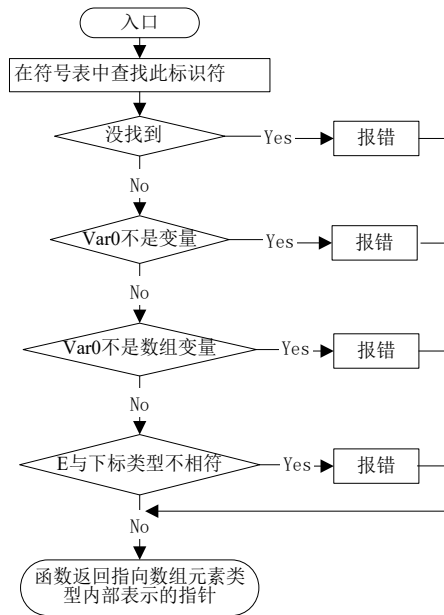 入口
在符号表中查找此标识符
没找到
Yes
报错
No
Var0不是变量
Yes
报错
No
Var0不是数组变量
Yes
报错
No
E与下标类型不相符
Yes
报错
No
函数返回指向数组元素类
型内部表示的指针